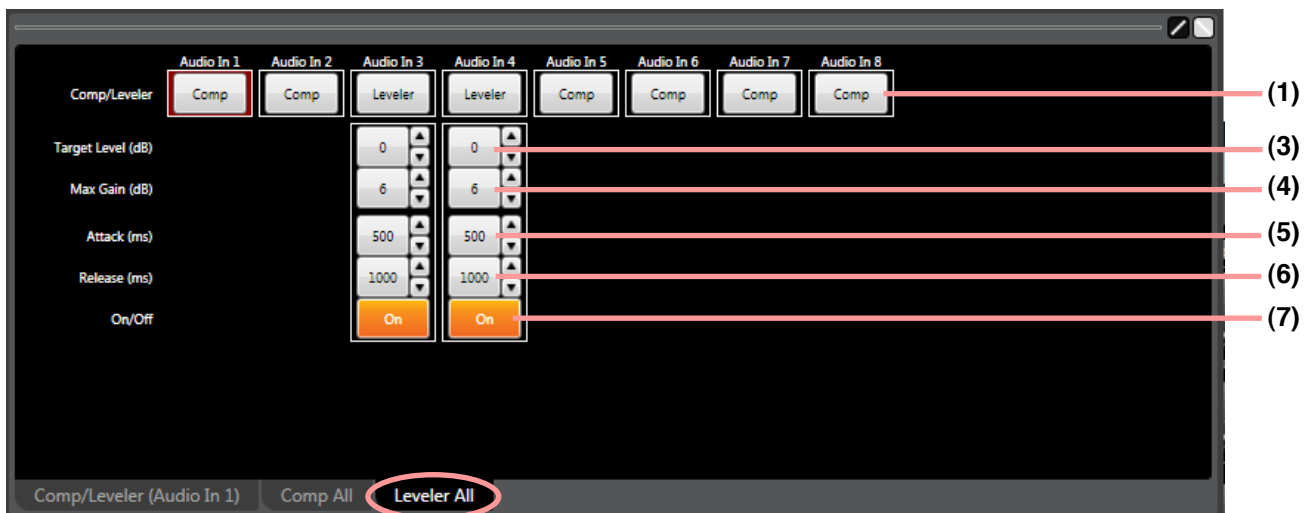 Audio In 1 Audio In 2 Audio In 3 Audio In 4 Audio In 5 Audio In 6 Audio In 7 Audio In 8
Comp/Leveler Comp Comp Leveler Leveler Comp Comp Comp Comp (1)
Target Level (dB) 0 0 (3)
Max Gain (dB) 6 6 (4)
Attack (ms) 500 500 (5)
Release (ms) 1000 1000 (6)
On/Off On On (7)
Comp/Leveler (Audio In 1) Comp All Leveler All